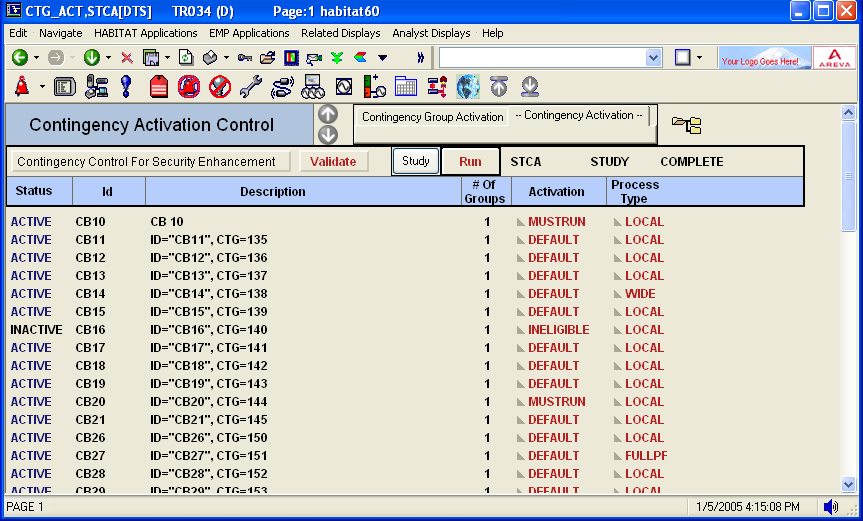 CTG_ACT,STCA[DTS] TR034 (D) Page:1 habitat60
Edit Navigate HABITAT Applications EMP Applications Related Displays Analyst Displays Help
Your Logo Goes Here!
AREVA
Contingency Activation Control
Contingency Group Activation -- Contingency Activation --
Contingency Control For Security Enhancement Validate Study Run STCA STUDY COMPLETE
Status Id Description # Of Groups Activation Process Type
ACTIVE CB10 CB 10 1 MUSTRUN LOCAL
ACTIVE CB11 ID="CB11", CTG=135 1 DEFAULT LOCAL
ACTIVE CB12 ID="CB12", CTG=136 1 DEFAULT LOCAL
ACTIVE CB13 ID="CB13", CTG=137 1 DEFAULT LOCAL
ACTIVE CB14 ID="CB14", CTG=138 1 DEFAULT WIDE
ACTIVE CB15 ID="CB15", CTG=139 1 DEFAULT LOCAL
INACTIVE CB16 ID="CB16", CTG=140 1 INELIGIBLE LOCAL
ACTIVE CB17 ID="CB17", CTG=141 1 DEFAULT LOCAL
ACTIVE CB18 ID="CB18", CTG=142 1 DEFAULT LOCAL
ACTIVE CB19 ID="CB19", CTG=143 1 DEFAULT LOCAL
ACTIVE CB20 ID="CB20", CTG=144 1 MUSTRUN LOCAL
ACTIVE CB21 ID="CB21", CTG=145 1 DEFAULT LOCAL
ACTIVE CB26 ID="CB26", CTG=150 1 DEFAULT LOCAL
ACTIVE CB27 ID="CB27", CTG=151 1 DEFAULT FULLPF
ACTIVE CB28 ID="CB28", CTG=152 1 DEFAULT LOCAL
ACTIVE CB29 ID="CB29", CTG=153 1 DEFAULT LOCAL
PAGE 1 1/5/2005 4:15:08 PM